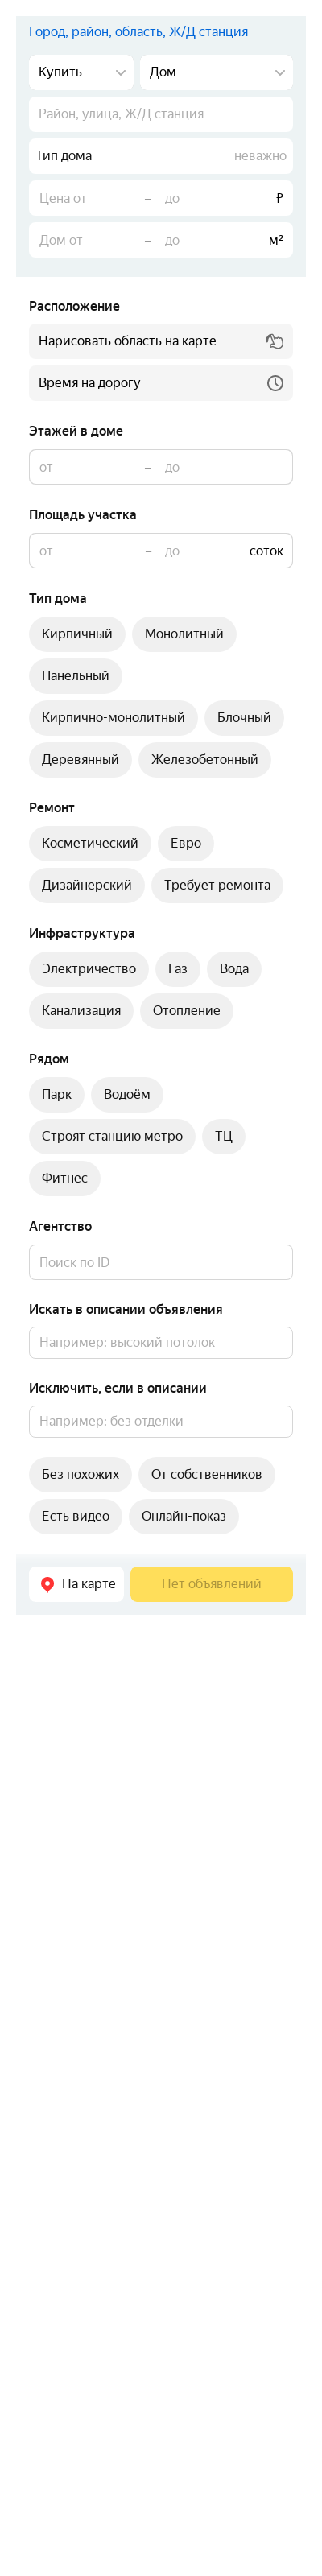 Город, район, область, Ж/Д станция
Купить Дом
Район, улица, Ж/Д станция
Тип дома неважно
Цена от – до ₽
Дом от – до м²
Расположение
Нарисовать область на карте
Время на дорогу
Этажей в доме
от – до
Площадь участка
от – до соток
Тип дома
Кирпичный Монолитный
Панельный
Кирпично-монолитный Блочный
Деревянный Железобетонный
Ремонт
Косметический Евро
Дизайнерский Требует ремонта
Инфраструктура
Электричество Газ Вода
Канализация Отопление
Рядом
Парк Водоём
Строят станцию метро ТЦ
Фитнес
Агентство
Поиск по ID
Искать в описании объявления
Например: высокий потолок
Исключить, если в описании
Например: без отделки
Без похожих От собственников
Есть видео Онлайн-показ
На карте Нет объявлений